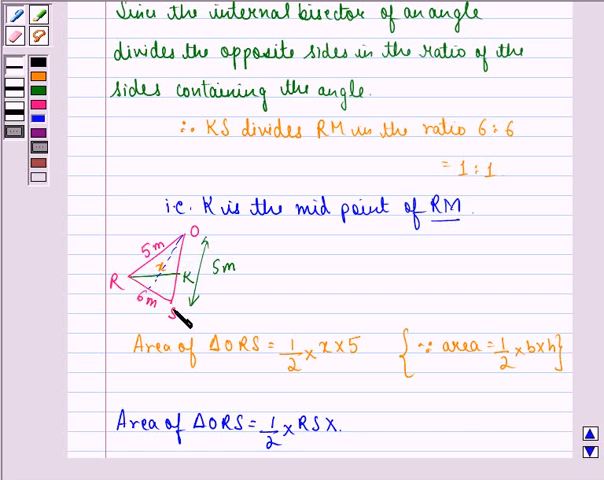 Since the internal bisector of an angle
divides the opposite sides in the ratio of the
sides containing the angle.
∴ KS divides RM in the ratio 6:6
= 1:1
i.e. K is the mid point of RM
O
5m
x
R
K
5m
6m
S
Area of ΔORS = 1/2 × x × 5 {∵ area = 1/2 × b × h}
Area of ΔORS = 1/2 × RS ×.